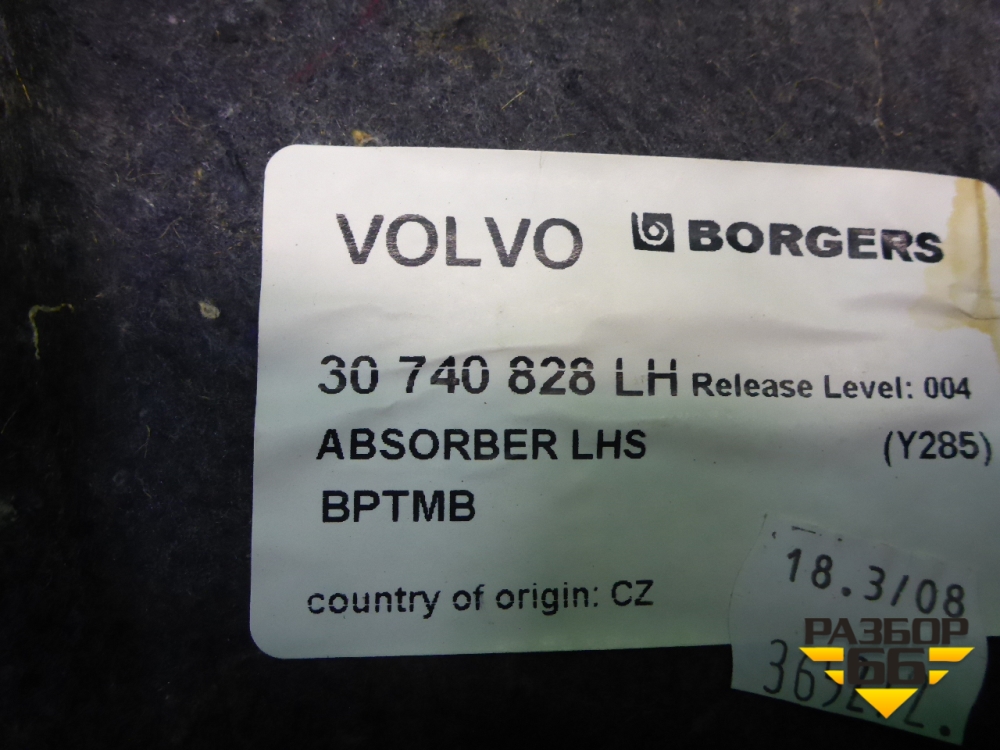 VOLVO BORGERS
30 740 828 LH Release Level: 004
ABSORBER LHS (Y285)
BPTMB
country of origin: CZ
18.3/08
РАЗБОР
66